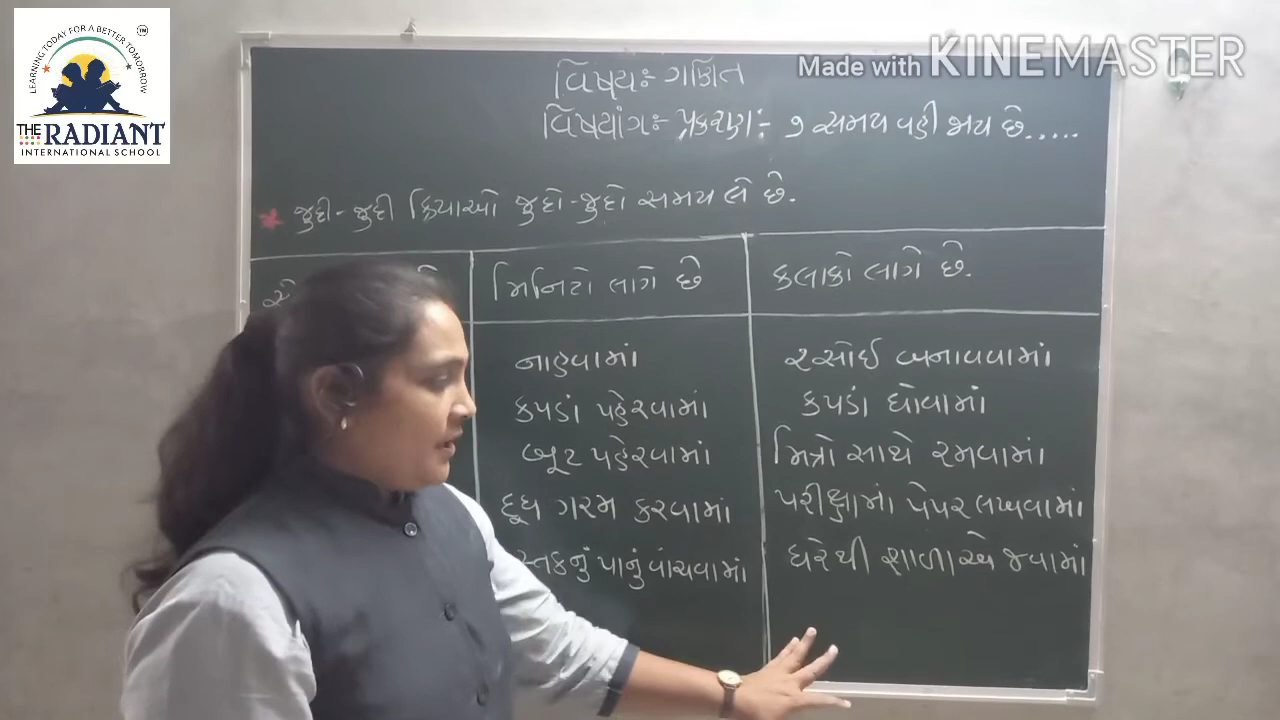 LEARNING TODAY FOR A BETTER TOMORROW
TM
THE RADIANT
INTERNATIONAL SCHOOL
Made with KINEMASTER
વિષયઃ- ગણિત
વિષયાંગઃ- પ્રકરણઃ- ૭ સમય વહી જાય છે.....
* જુદી-જુદી ક્રિયાઓ જુદો-જુદો સમય લે છે.
મિનિટો લાગે છે
કલાકો લાગે છે.
નાહવામાં
રસોઈ બનાવવામાં
કપડાં પહેરવામાં
કપડાં ધોવામાં
બૂટ પહેરવામાં
મિત્રો સાથે રમવામાં
દૂધ ગરમ કરવામાં
પરીક્ષામાં પેપર લખવામાં
પાનું વાંચવામાં
ઘરેથી શાળાએ જવામાં